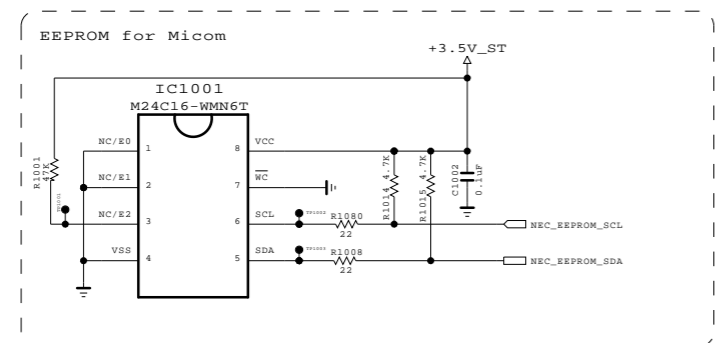 EEPROM for Micom
+3.5V_ST
IC1001
M24C16-WMN6T
NC/E0
1
8
VCC
NC/E1
2
7
WC
NC/E2
3
6
SCL
VSS
4
5
SDA
R1001
47K
TP1002
R1080
22
TP1003
R1008
22
R1014 4.7K
R1015 4.7K
C1002
0.1uF
NEC_EEPROM_SCL
NEC_EEPROM_SDA